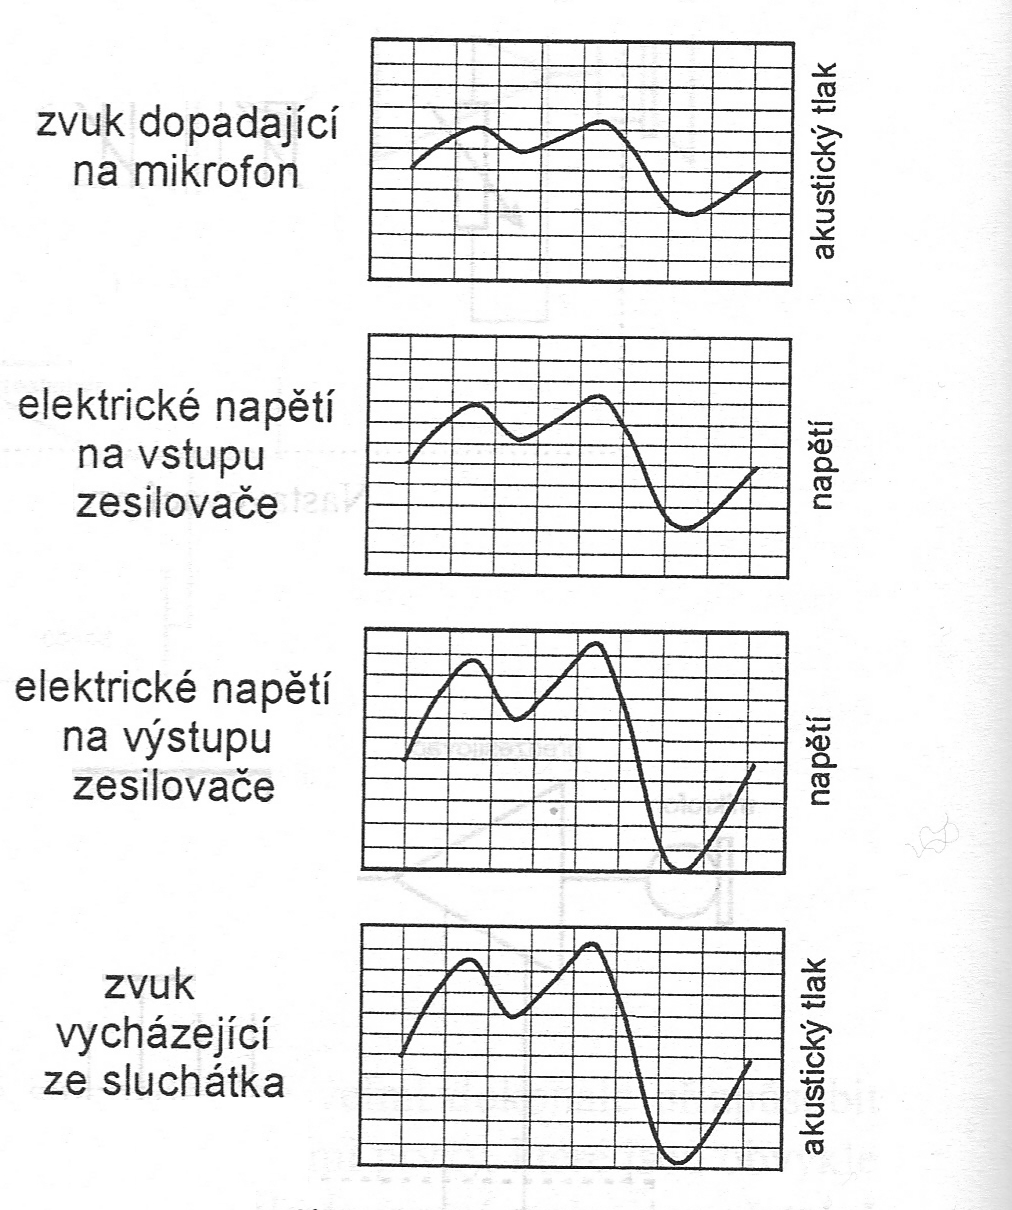 zvuk dopadající
na mikrofon
akustický tlak
elektrické napětí
na vstupu
zesilovače
napětí
elektrické napětí
na výstupu
zesilovače
napětí
zvuk
vycházející
ze sluchátka
akustický tlak